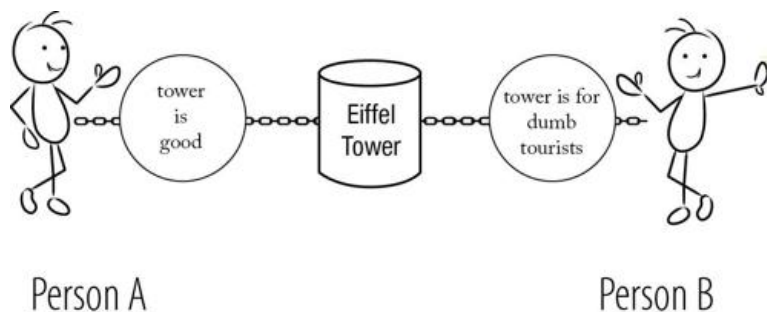 tower
is
good
Eiffel
Tower
tower is for
dumb
tourists
Person A
Person B